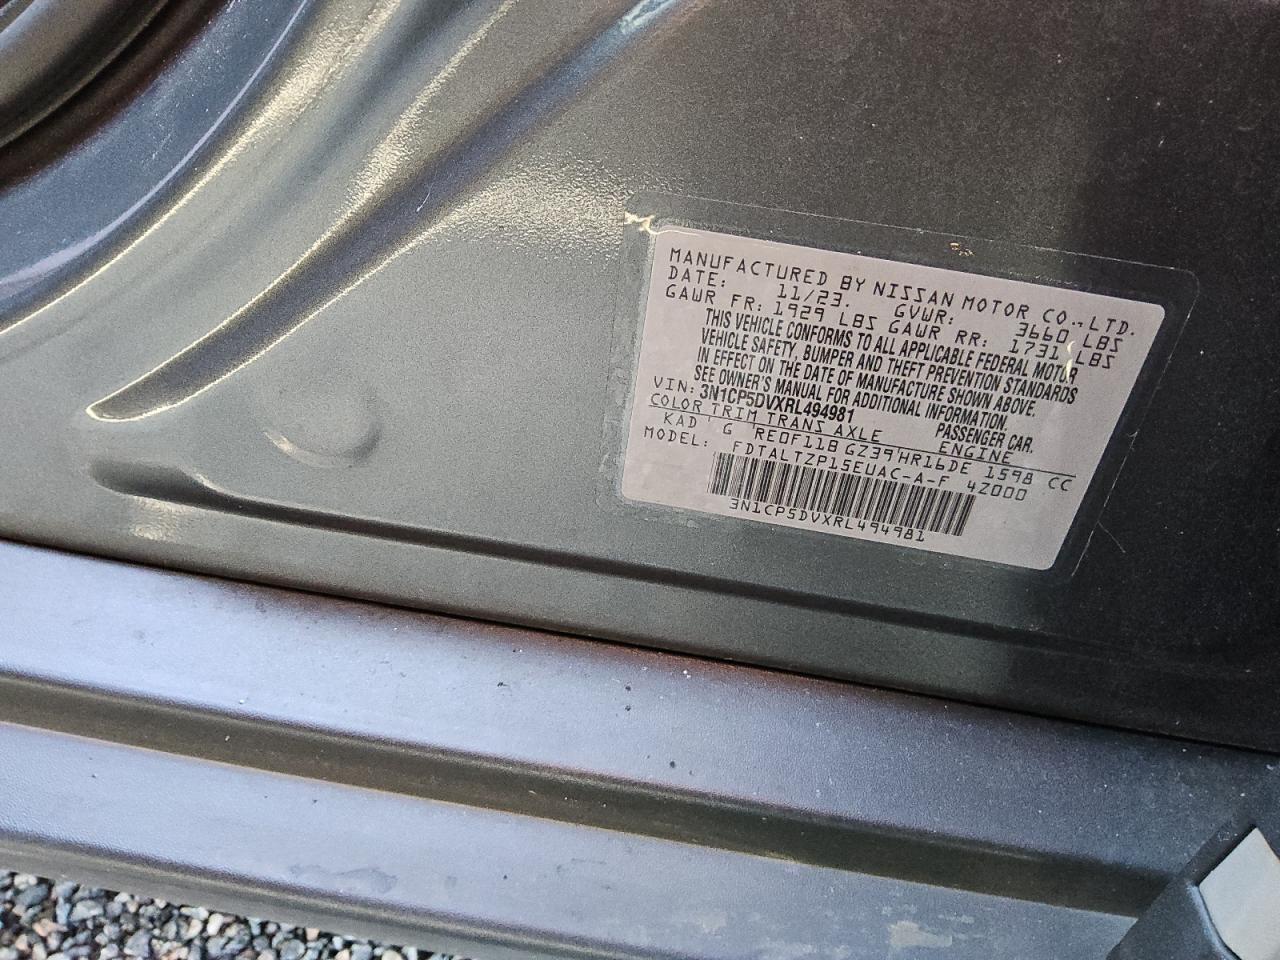 MANUFACTURED BY NISSAN MOTOR CO., LTD.
DATE: 11/23. GVWR: 3660 LBS
GAWR FR: 1929 LBS GAWR RR: 1731 LBS
THIS VEHICLE CONFORMS TO ALL APPLICABLE FEDERAL MOTOR
VEHICLE SAFETY, BUMPER AND THEFT PREVENTION STANDARDS
IN EFFECT ON THE DATE OF MANUFACTURE SHOWN ABOVE.
SEE OWNER'S MANUAL FOR ADDITIONAL INFORMATION.
VIN: 3N1CP5DVXRL494981 PASSENGER CAR.
COLOR TRIM TRANS AXLE ENGINE
KAD G RE0F11B GZ39 HR16DE 1598 CC
MODEL: FDTALTZP15EUAC-A-F 4Z000
3N1CP5DVXRL494981